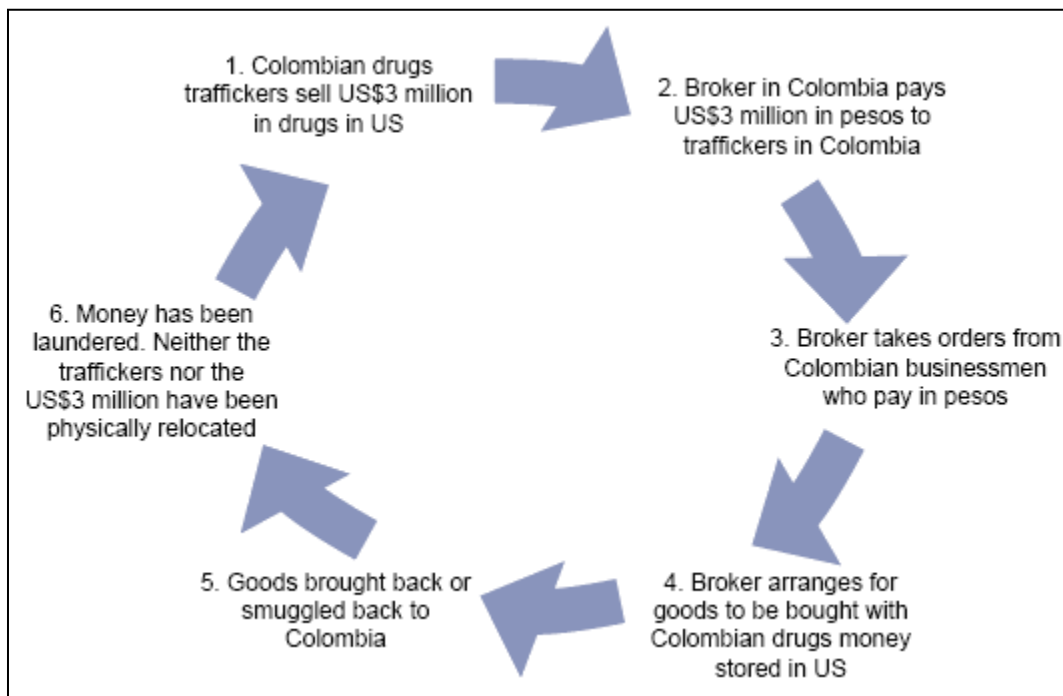 1. Colombian drugs
traffickers sell US$3 million
in drugs in US
2. Broker in Colombia pays
US$3 million in pesos to
traffickers in Colombia
3. Broker takes orders from
Colombian businessmen
who pay in pesos
4. Broker arranges for
goods to be bought with
Colombian drugs money
stored in US
5. Goods brought back or
smuggled back to
Colombia
6. Money has been
laundered. Neither the
traffickers nor the
US$3 million have been
physically relocated